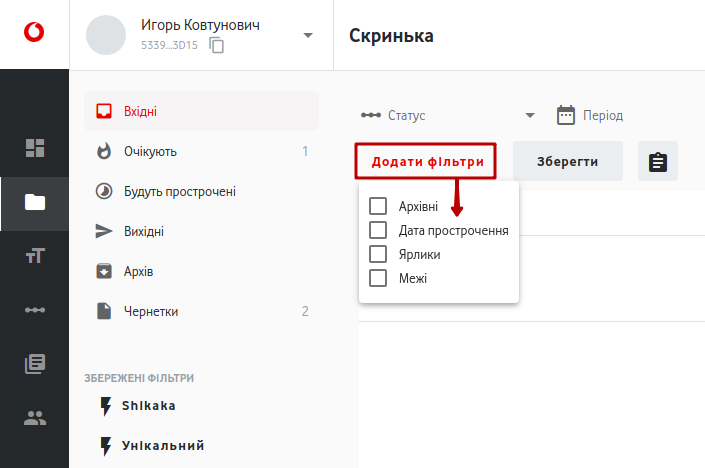 Игорь Ковтунович
5339...3D15
Скринька
Вхідні
Очікують 1
Будуть прострочені
Вихідні
Архів
Чернетки 2
ЗБЕРЕЖЕНІ ФІЛЬТРИ
Shikaka
Унікальний
Статус
Період
Додати фільтри
Зберегти
Архівні
Дата прострочення
Ярлики
Межі